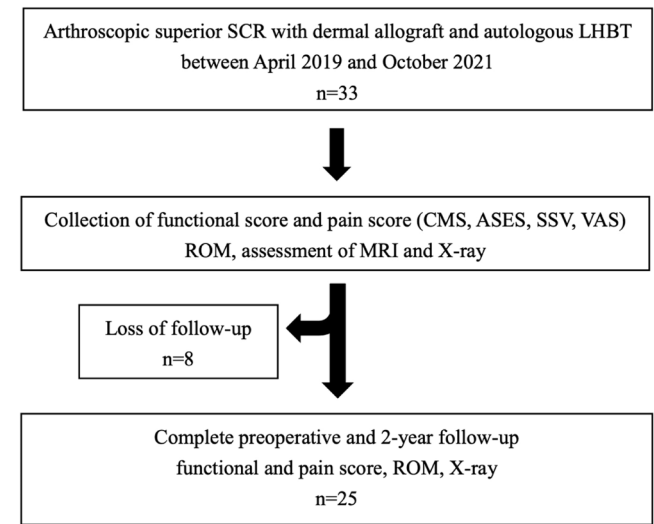 Arthroscopic superior SCR with dermal allograft and autologous LHBT
between April 2019 and October 2021
n=33
Collection of functional score and pain score (CMS, ASES, SSV, VAS)
ROM, assessment of MRI and X-ray
Loss of follow-up
n=8
Complete preoperative and 2-year follow-up
functional and pain score, ROM, X-ray
n=25